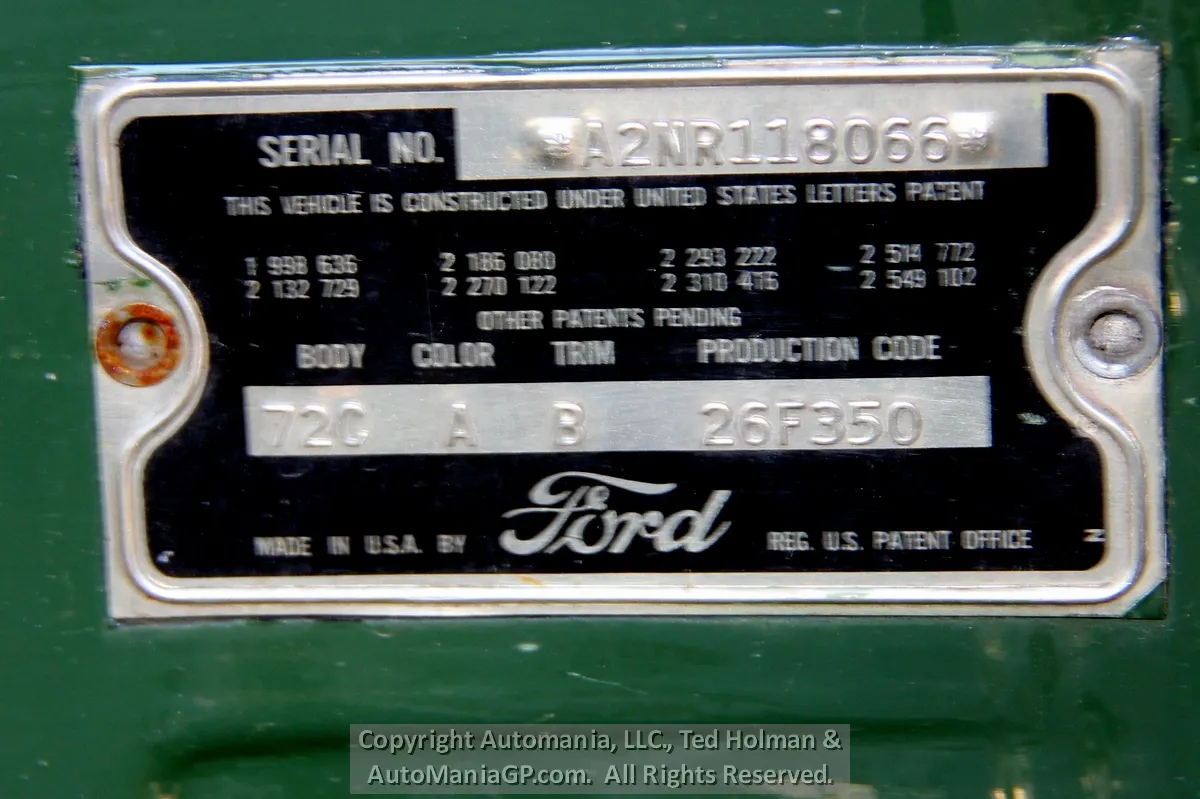 SERIAL NO. *A2NR118066*
THIS VEHICLE IS CONSTRUCTED UNDER UNITED STATES LETTERS PATENT
1 998 636 2 186 080 2 293 222 2 514 772
2 132 729 2 270 122 2 310 416 2 549 102
OTHER PATENTS PENDING
BODY COLOR TRIM PRODUCTION CODE
72C A B 26F350
MADE IN U.S.A. BY Ford REG. U.S. PATENT OFFICE
Copyright Automania, LLC., Ted Holman &
AutoManiaGP.com. All Rights Reserved.